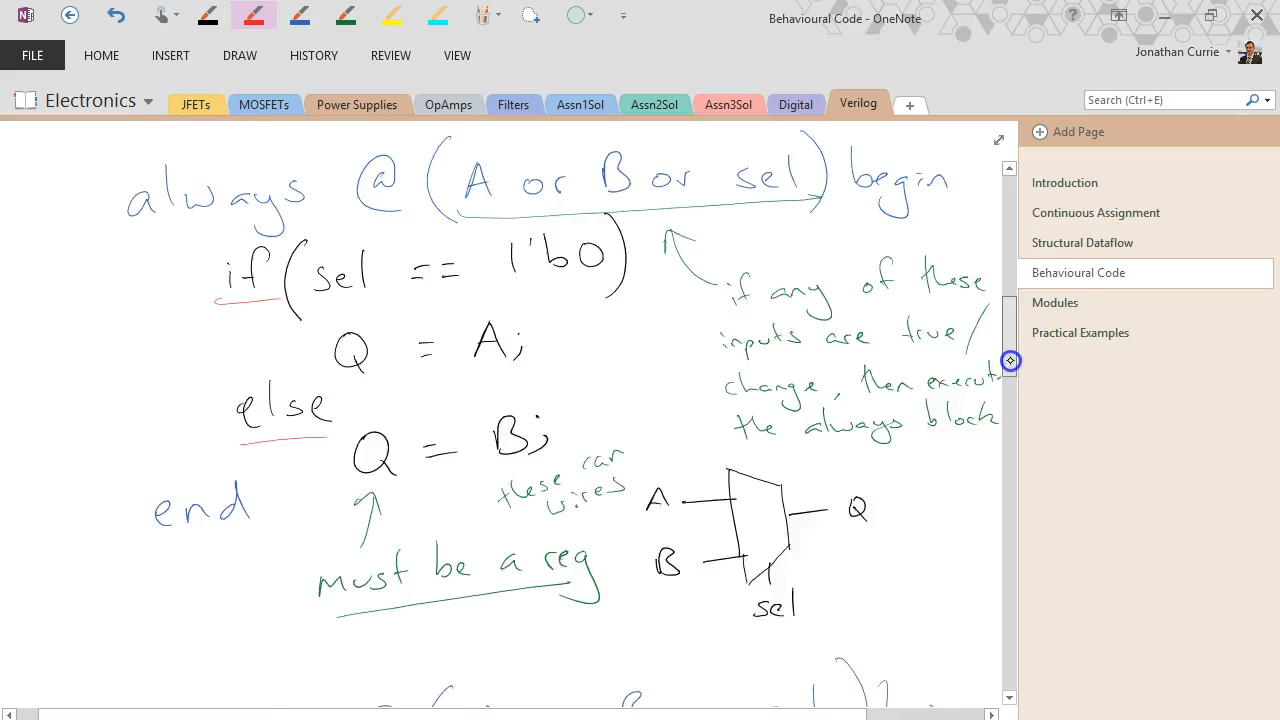 Behavioural Code - OneNote
FILE HOME INSERT DRAW HISTORY REVIEW VIEW
Jonathan Currie
Electronics JFETs MOSFETs Power Supplies OpAmps Filters Assn1Sol Assn2Sol Assn3Sol Digital Verilog
Search (Ctrl+E)
Add Page
Introduction
Continuous Assignment
Structural Dataflow
Behavioural Code
Modules
Practical Examples
always @ (A or B or sel) begin
if (sel == 1'b0)
Q = A;
else
Q = B;
end
if any of these
inputs are true /
change, then execut
the always block
these can
wires
must be a reg
A
B
Q
sel